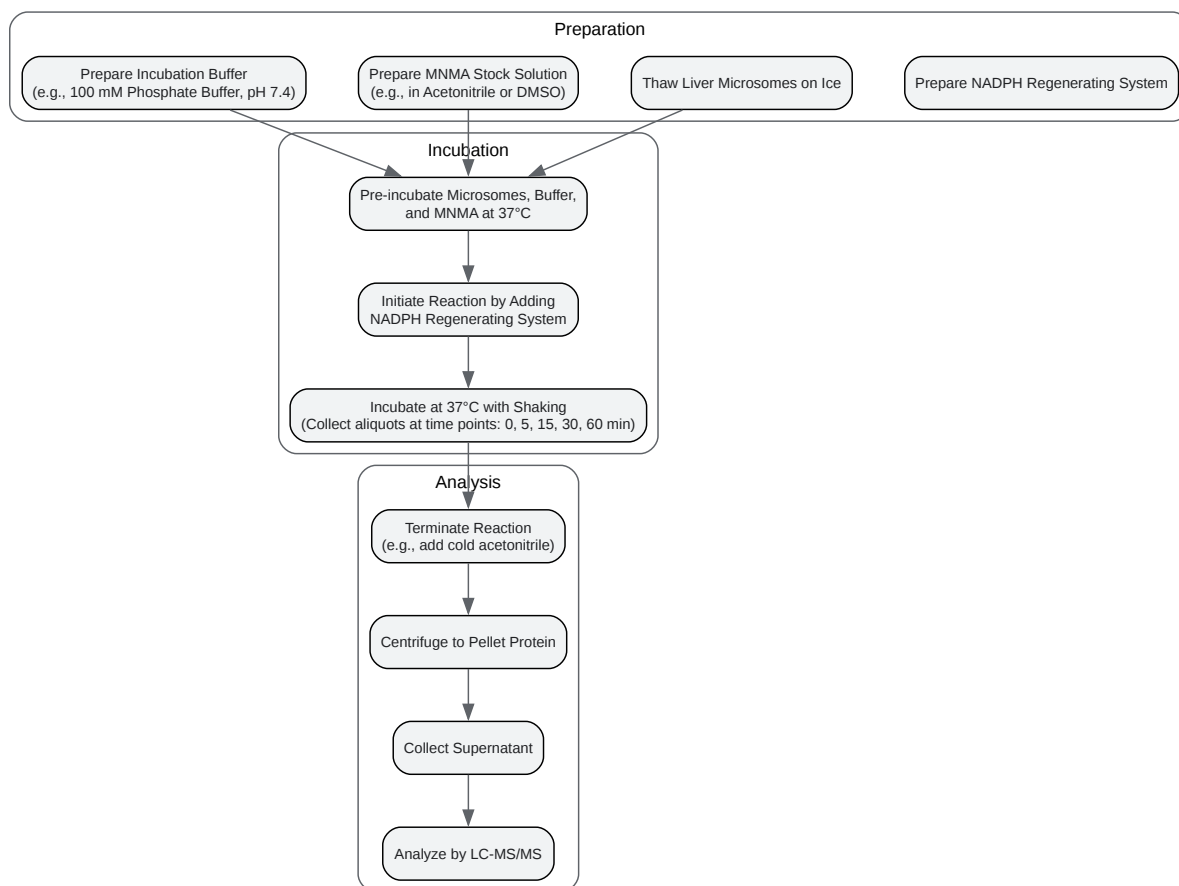 Preparation
Prepare Incubation Buffer
(e.g., 100 mM Phosphate Buffer, pH 7.4)
Prepare MNMA Stock Solution
(e.g., in Acetonitrile or DMSO)
Thaw Liver Microsomes on Ice
Prepare NADPH Regenerating System
Incubation
Pre-incubate Microsomes, Buffer,
and MNMA at 37°C
Initiate Reaction by Adding
NADPH Regenerating System
Incubate at 37°C with Shaking
(Collect aliquots at time points: 0, 5, 15, 30, 60 min)
Analysis
Terminate Reaction
(e.g., add cold acetonitrile)
Centrifuge to Pellet Protein
Collect Supernatant
Analyze by LC-MS/MS